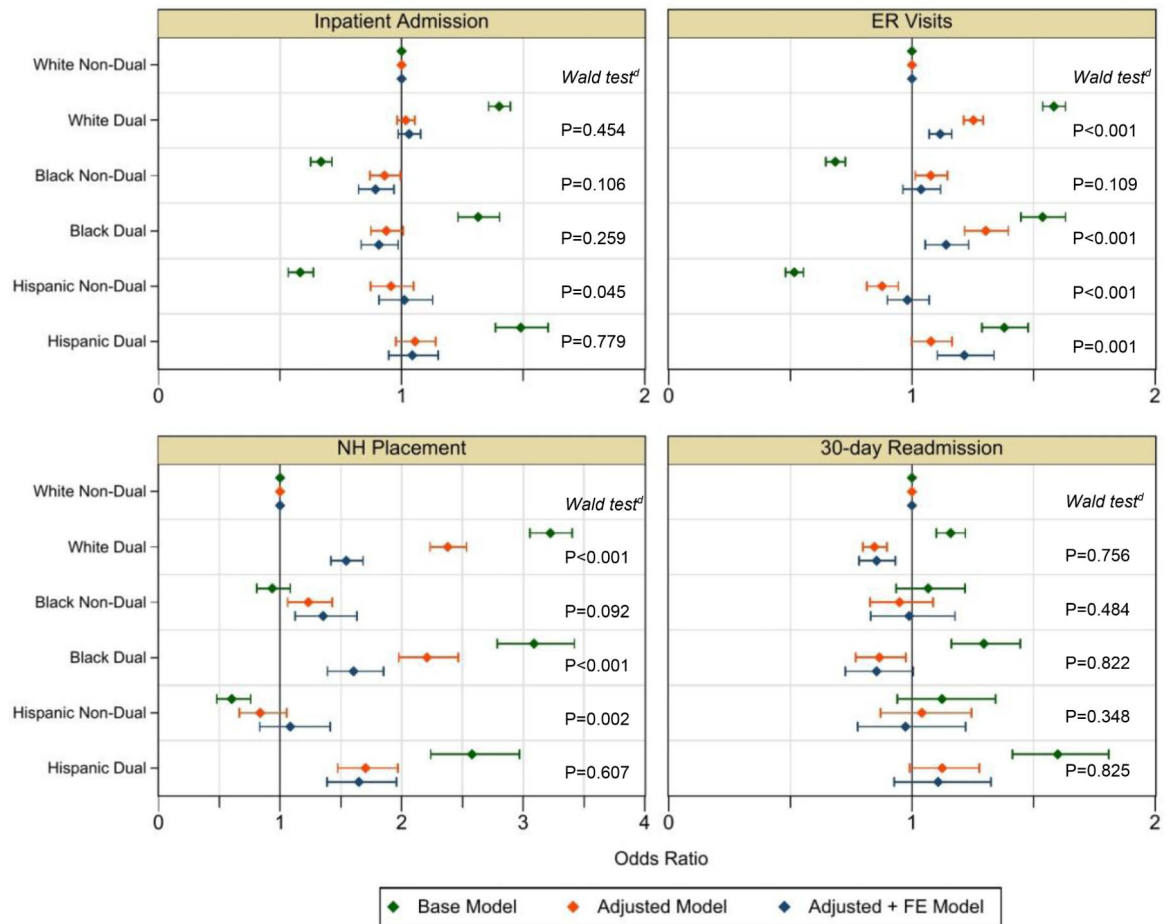 Inpatient Admission
ER Visits
White Non-Dual
Wald testᵈ
Wald testᵈ
White Dual
P=0.454
P<0.001
Black Non-Dual
P=0.106
P=0.109
Black Dual
P=0.259
P<0.001
Hispanic Non-Dual
P=0.045
P<0.001
Hispanic Dual
P=0.779
P=0.001
0 1 2
0 1 2
NH Placement
30-day Readmission
White Non-Dual
Wald testᵈ
Wald testᵈ
White Dual
P<0.001
P=0.756
Black Non-Dual
P=0.092
P=0.484
Black Dual
P<0.001
P=0.822
Hispanic Non-Dual
P=0.002
P=0.348
Hispanic Dual
P=0.607
P=0.825
0 1 2 3 4
0 1 2
Odds Ratio
Base Model Adjusted Model Adjusted + FE Model